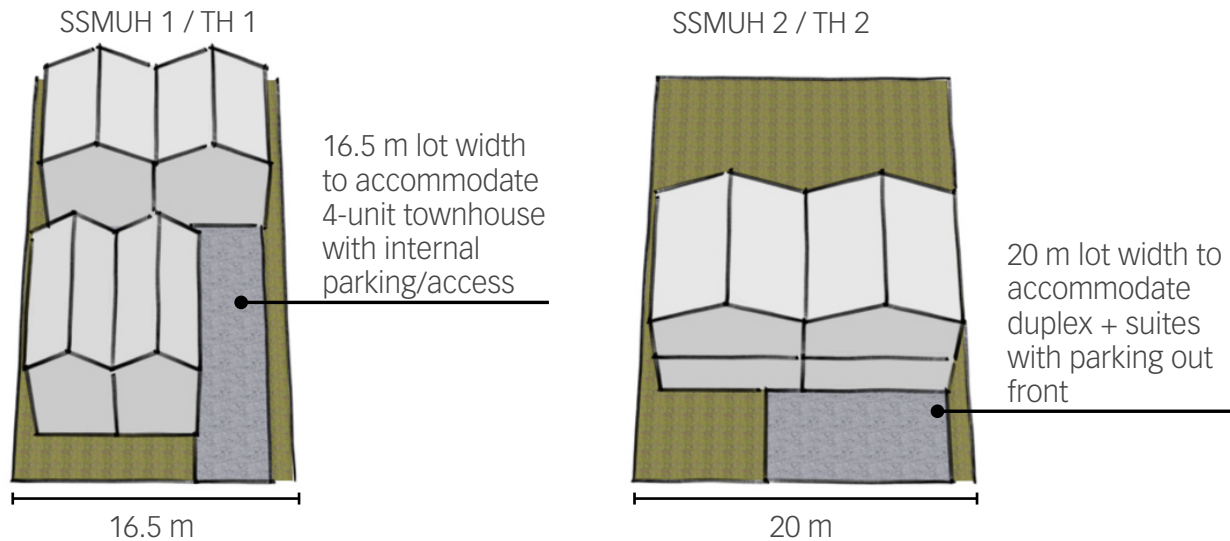 SSMUH 1 / TH 1
16.5 m lot width
to accommodate
4-unit townhouse
with internal
parking/access
16.5 m
SSMUH 2 / TH 2
20 m lot width to
accommodate
duplex + suites
with parking out
front
20 m